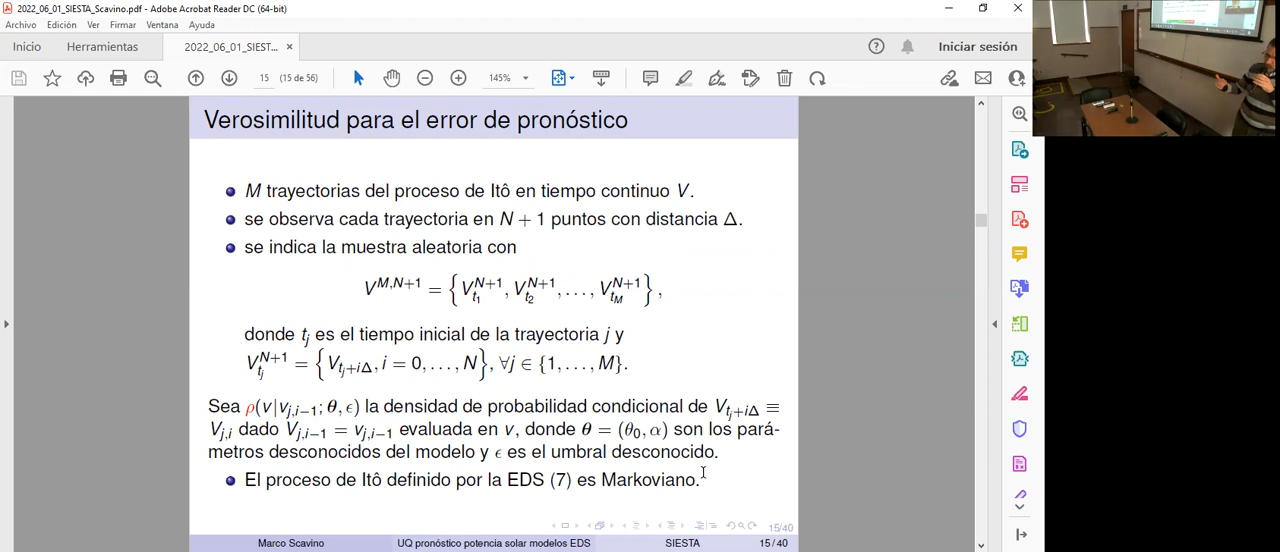 2022_06_01_SIESTA_Scavino.pdf - Adobe Acrobat Reader DC (64-bit)
Archivo Edición Ver Firmar Ventana Ayuda
Inicio Herramientas 2022_06_01_SIEST... × Iniciar sesión
15 (15 de 56) 145%
Verosimilitud para el error de pronóstico
M trayectorias del proceso de Itô en tiempo continuo V.
se observa cada trayectoria en N + 1 puntos con distancia Δ.
se indica la muestra aleatoria con
V^{M,N+1} = { V_{t_1}^{N+1}, V_{t_2}^{N+1}, . . . , V_{t_M}^{N+1} } ,
donde t_j es el tiempo inicial de la trayectoria j y
V_{t_j}^{N+1} = { V_{t_j+iΔ}, i = 0, . . . , N }, ∀j ∈ {1, . . . , M}.
Sea ρ(v|v_{j,i−1}; θ, ϵ) la densidad de probabilidad condicional de V_{t_j+iΔ} ≡
V_{j,i} dado V_{j,i−1} = v_{j,i−1} evaluada en v, donde θ = (θ_0, α) son los pará-
metros desconocidos del modelo y ϵ es el umbral desconocido.
El proceso de Itô definido por la EDS (7) es Markoviano.
15/40
Marco Scavino UQ pronóstico potencia solar modelos EDS SIESTA 15 / 40